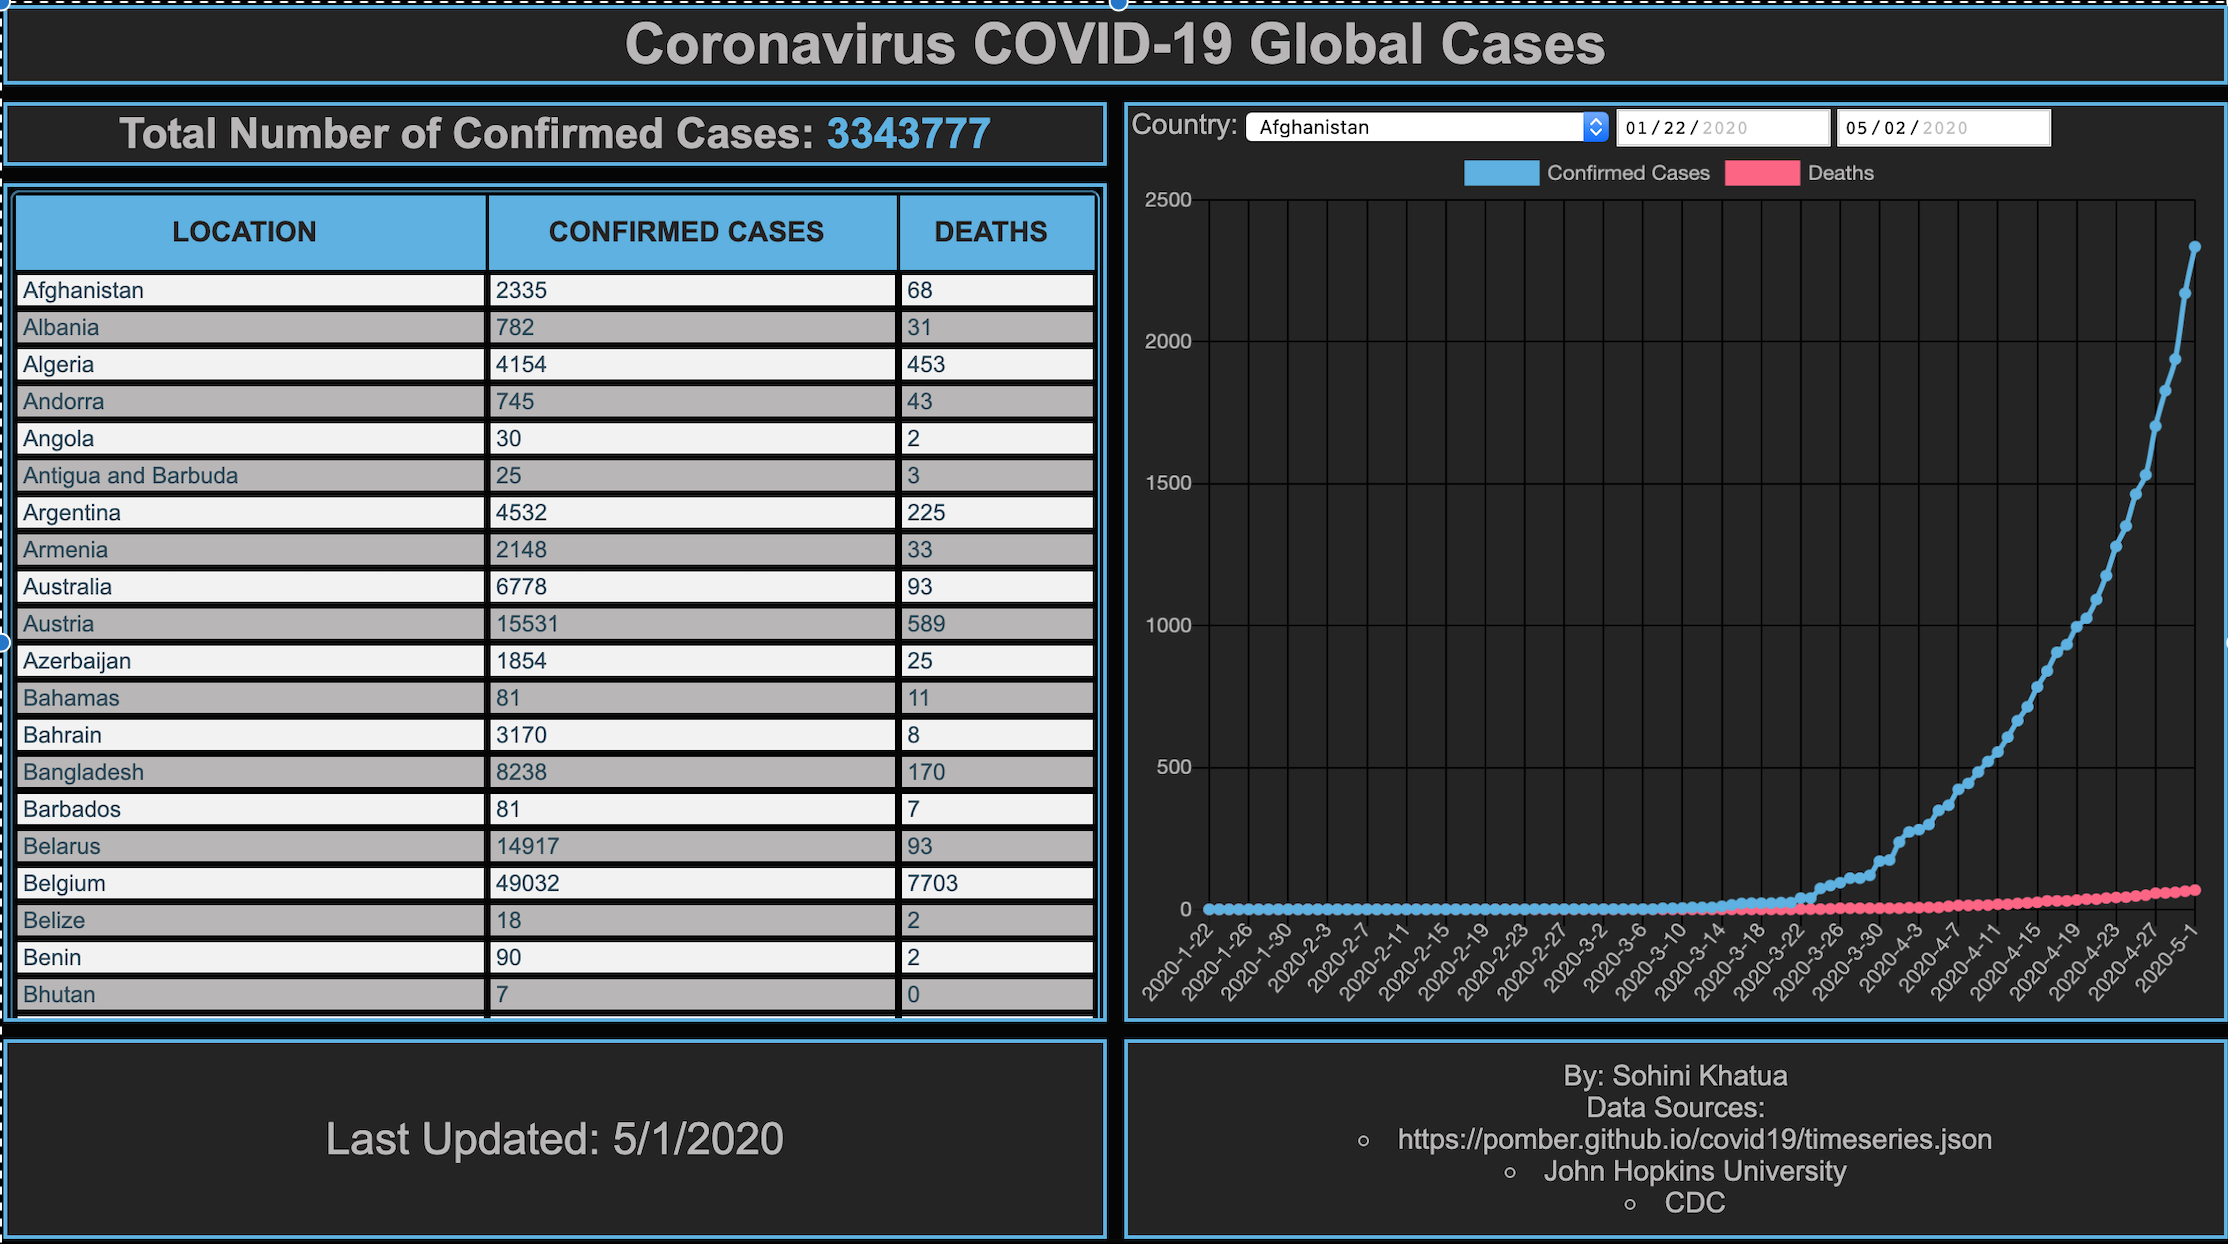 Coronavirus COVID-19 Global Cases
Total Number of Confirmed Cases: 3343777
LOCATION CONFIRMED CASES DEATHS
Afghanistan 2335 68
Albania 782 31
Algeria 4154 453
Andorra 745 43
Angola 30 2
Antigua and Barbuda 25 3
Argentina 4532 225
Armenia 2148 33
Australia 6778 93
Austria 15531 589
Azerbaijan 1854 25
Bahamas 81 11
Bahrain 3170 8
Bangladesh 8238 170
Barbados 81 7
Belarus 14917 93
Belgium 49032 7703
Belize 18 2
Benin 90 2
Bhutan 7 0
Last Updated: 5/1/2020
Country: Afghanistan 01/22/2020 05/02/2020
Confirmed Cases Deaths
2500
2000
1500
1000
500
0
2020-1-22
2020-1-26
2020-1-30
2020-2-3
2020-2-7
2020-2-11
2020-2-15
2020-2-19
2020-2-23
2020-2-27
2020-3-2
2020-3-6
2020-3-10
2020-3-14
2020-3-18
2020-3-22
2020-3-26
2020-3-30
2020-4-3
2020-4-7
2020-4-11
2020-4-15
2020-4-19
2020-4-23
2020-4-27
2020-5-1
By: Sohini Khatua
Data Sources:
https://pomber.github.io/covid19/timeseries.json
John Hopkins University
CDC